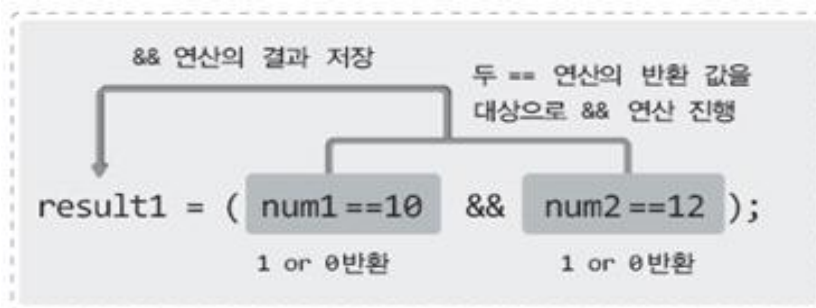 && 연산의 결과 저장
두 == 연산의 반환 값을
대상으로 && 연산 진행
result1 = ( num1==10 && num2==12 );
1 or 0반환 1 or 0반환